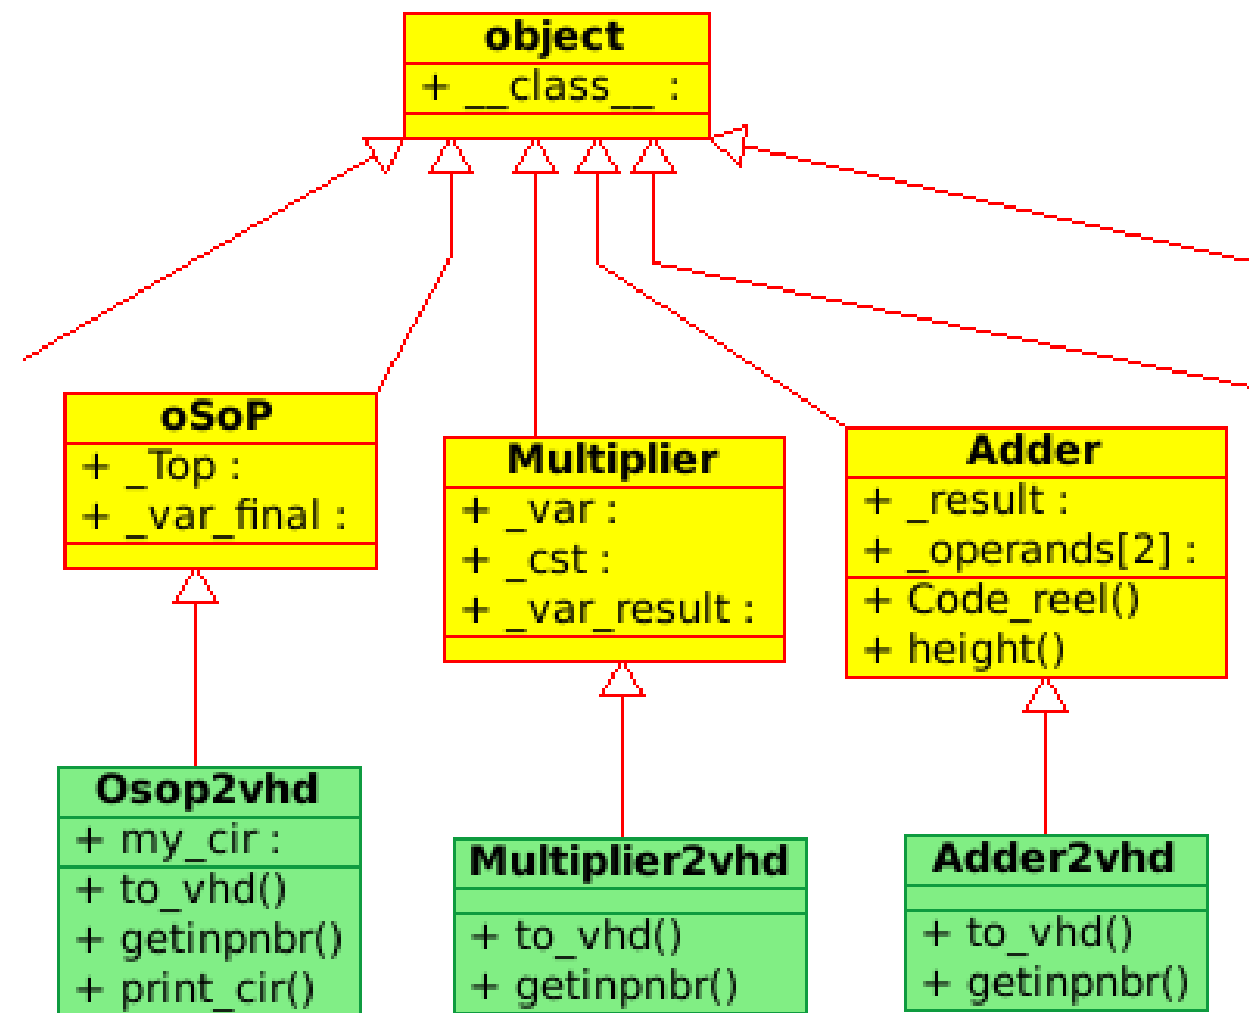 object
+ __class__ :
oSoP
+ _Top :
+ _var_final :
Multiplier
+ _var :
+ _cst :
+ _var_result :
Adder
+ _result :
+ _operands[2] :
+ Code_reel()
+ height()
Osop2vhd
+ my_cir :
+ to_vhd()
+ getinpnbr()
+ print_cir()
Multiplier2vhd
+ to_vhd()
+ getinpnbr()
Adder2vhd
+ to_vhd()
+ getinpnbr()